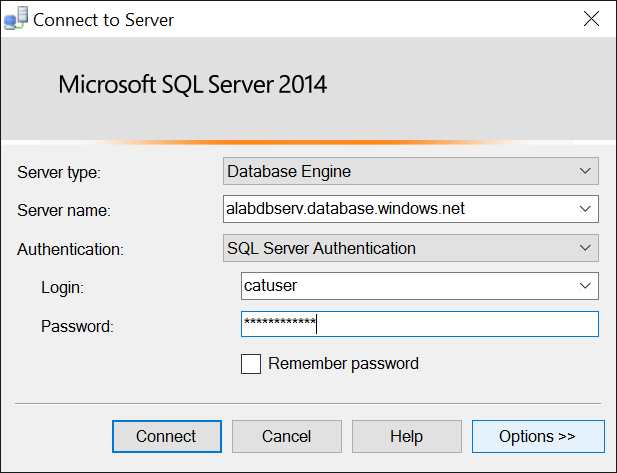 Connect to Server
Microsoft SQL Server 2014
Server type: Database Engine
Server name: alabdbserv.database.windows.net
Authentication: SQL Server Authentication
Login: catuser
Password: ************
Remember password
Connect Cancel Help Options >>